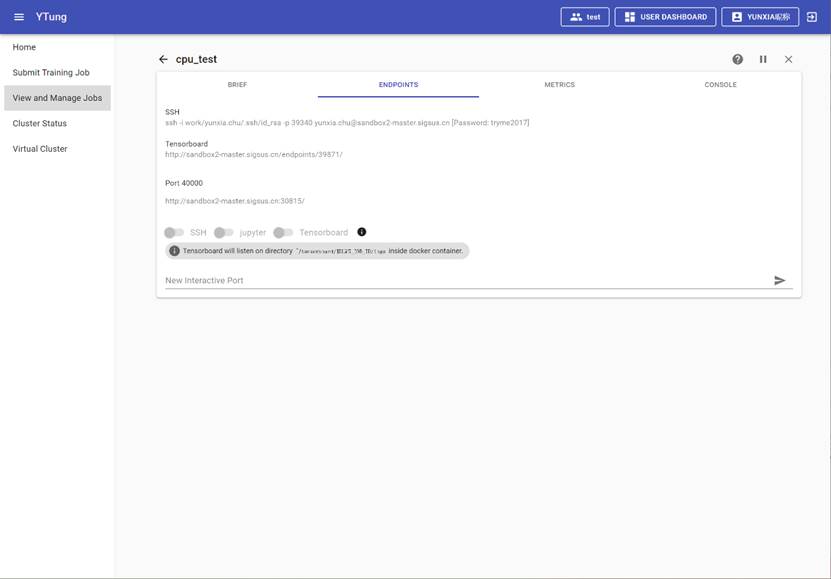 YTung
test
USER DASHBOARD
YUNXIA昵称
Home
Submit Training Job
View and Manage Jobs
Cluster Status
Virtual Cluster
cpu_test
BRIEF
ENDPOINTS
METRICS
CONSOLE
SSH
ssh -i work/yunxia.chu/.ssh/id_rsa -p 39340 yunxia.chu@sandbox2-master.sigsus.cn [Password: tryme2017]
Tensorboard
http://sandbox2-master.sigsus.cn/endpoints/39871/
Port 40000
http://sandbox2-master.sigsus.cn:30815/
SSH
jupyter
Tensorboard
Tensorboard will listen on directory inside docker container.
New Interactive Port